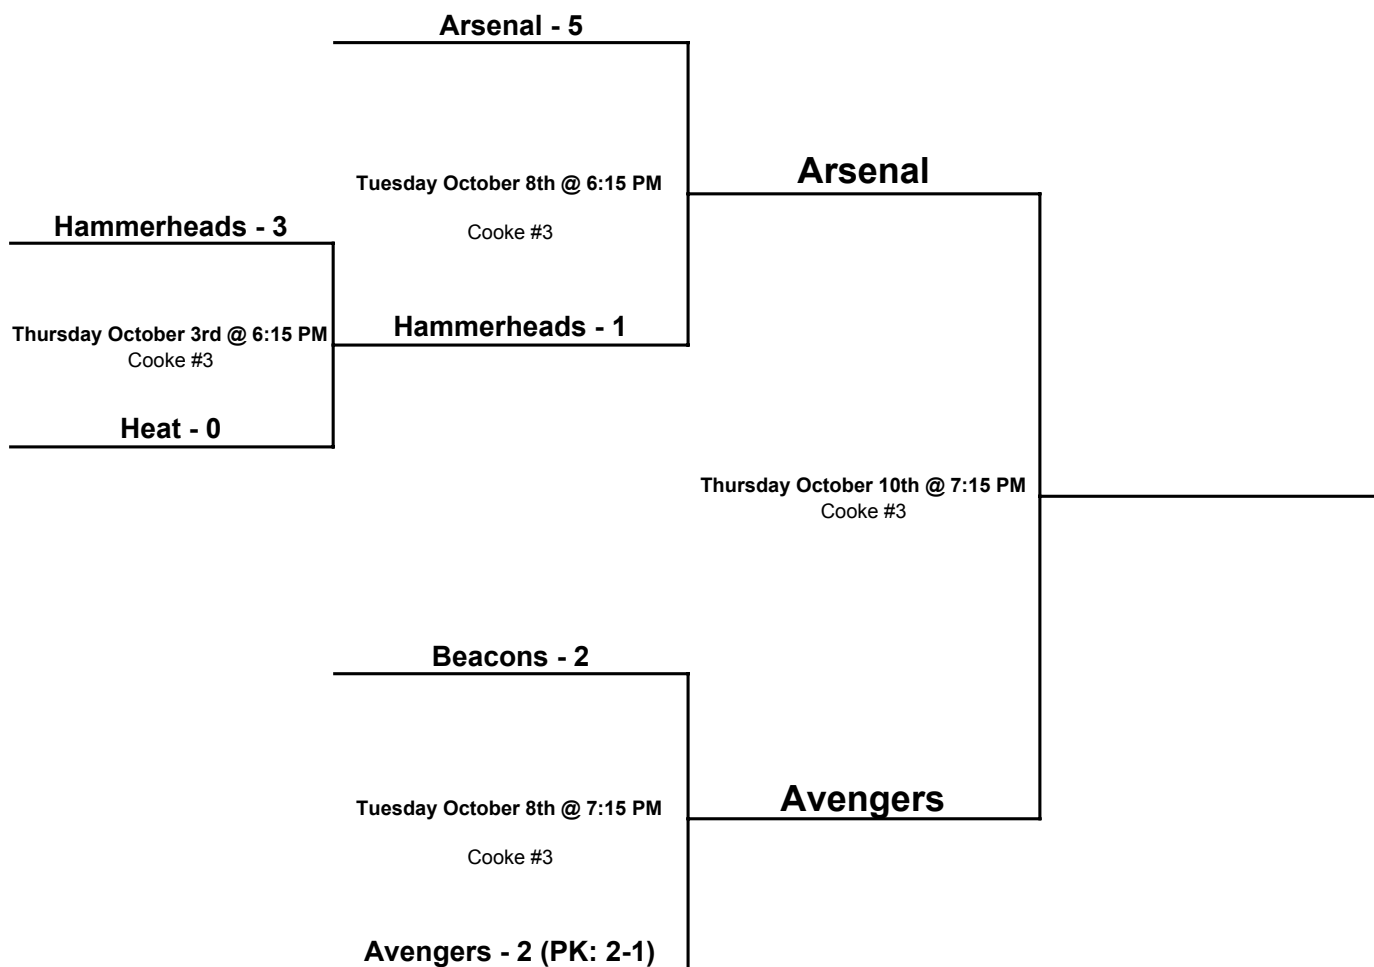 Arsenal - 5
Arsenal
Tuesday October 8th @ 6:15 PM
Hammerheads - 3
Cooke #3
Thursday October 3rd @ 6:15 PM
Hammerheads - 1
Cooke #3
Heat - 0
Thursday October 10th @ 7:15 PM
Cooke #3
Beacons - 2
Avengers
Tuesday October 8th @ 7:15 PM
Cooke #3
Avengers - 2 (PK: 2-1)